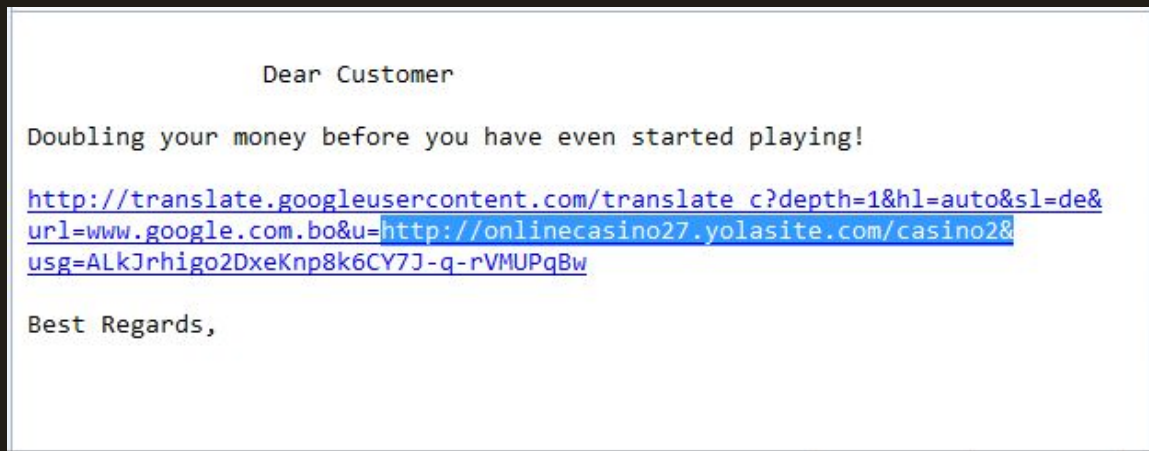 Dear Customer
Doubling your money before you have even started playing!
http://translate.googleusercontent.com/translate_c?depth=1&hl=auto&sl=de&
url=www.google.com.bo&u=http://onlinecasino27.yolasite.com/casino2&
usg=ALkJrhigo2DxeKnp8k6CY7J-q-rVMUPqBw
Best Regards,